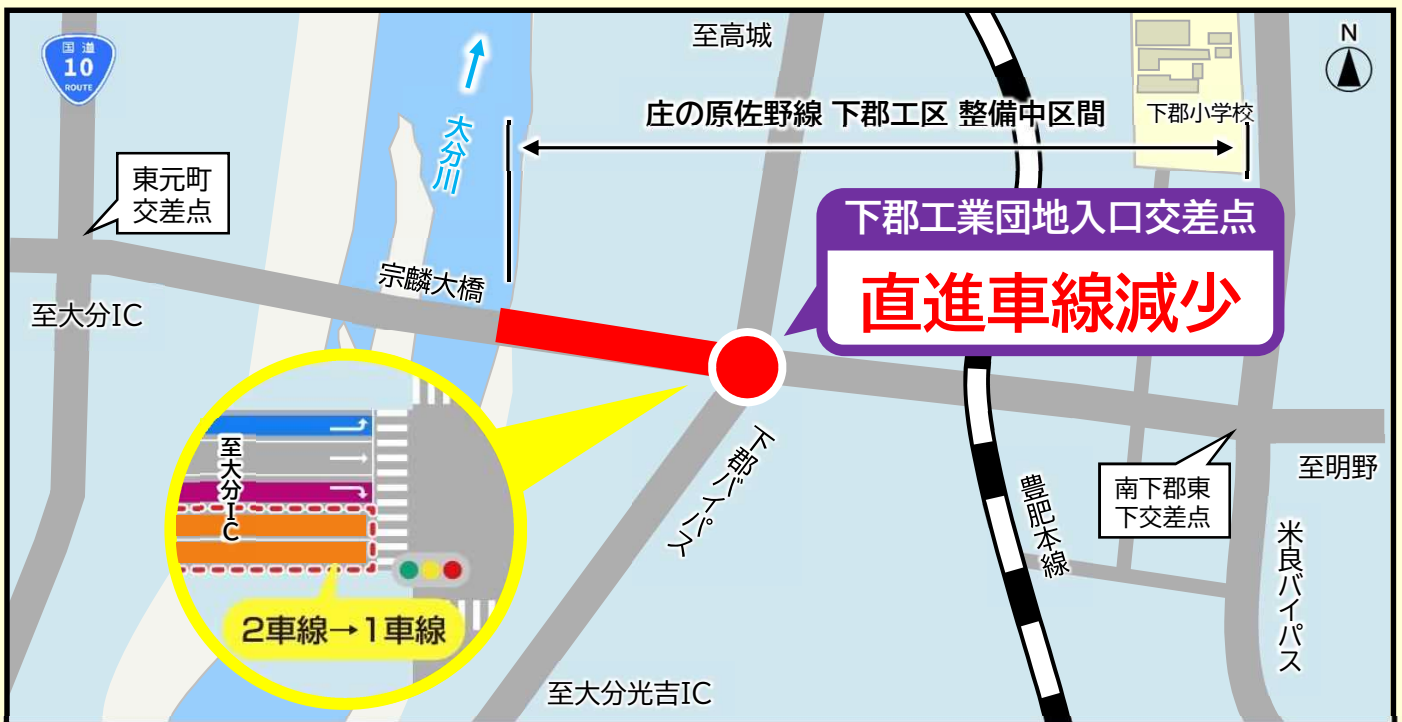 国道
10
ROUTE
至高城
N
大分川
庄の原佐野線 下郡工区 整備中区間
下郡小学校
東元町
交差点
下郡工業団地入口交差点
直進車線減少
宗麟大橋
至大分IC
至大分IC
2車線→1車線
下郡バイパス
豊肥本線
南下郡東
下交差点
至明野
米良バイパス
至大分光吉IC